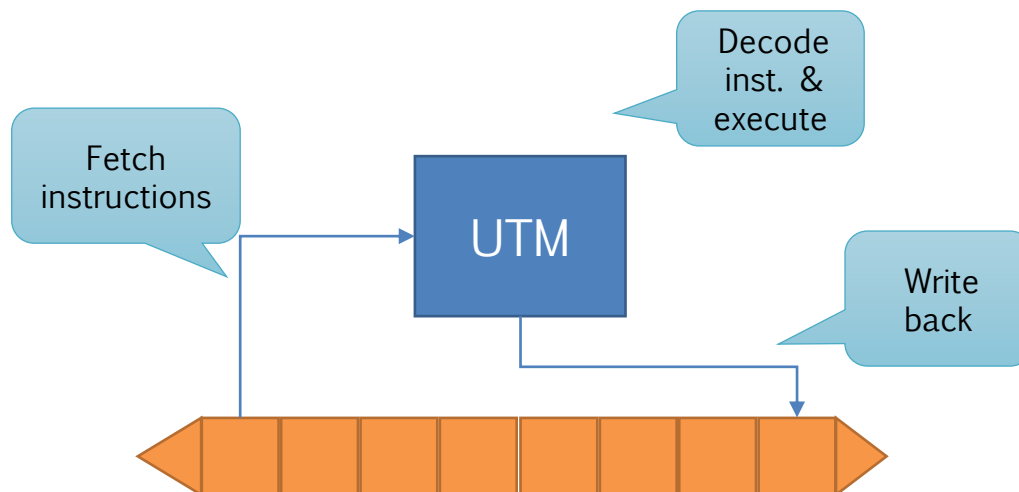 Decode
inst. &
execute
Fetch
instructions
UTM
Write
back